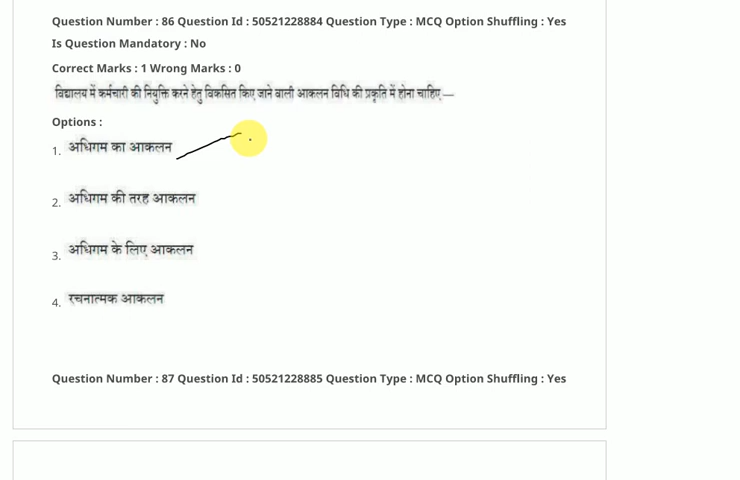 Question Number : 86 Question Id : 50521228884 Question Type : MCQ Option Shuffling : Yes
Is Question Mandatory : No
Correct Marks : 1 Wrong Marks : 0
विद्यालय में कर्मचारी की नियुक्ति करने हेतु विकसित किए जाने वाली आकलन विधि की प्रकृति में होना चाहिए —
Options :
1. अधिगम का आकलन
2. अधिगम की तरह आकलन
3. अधिगम के लिए आकलन
4. रचनात्मक आकलन
Question Number : 87 Question Id : 50521228885 Question Type : MCQ Option Shuffling : Yes